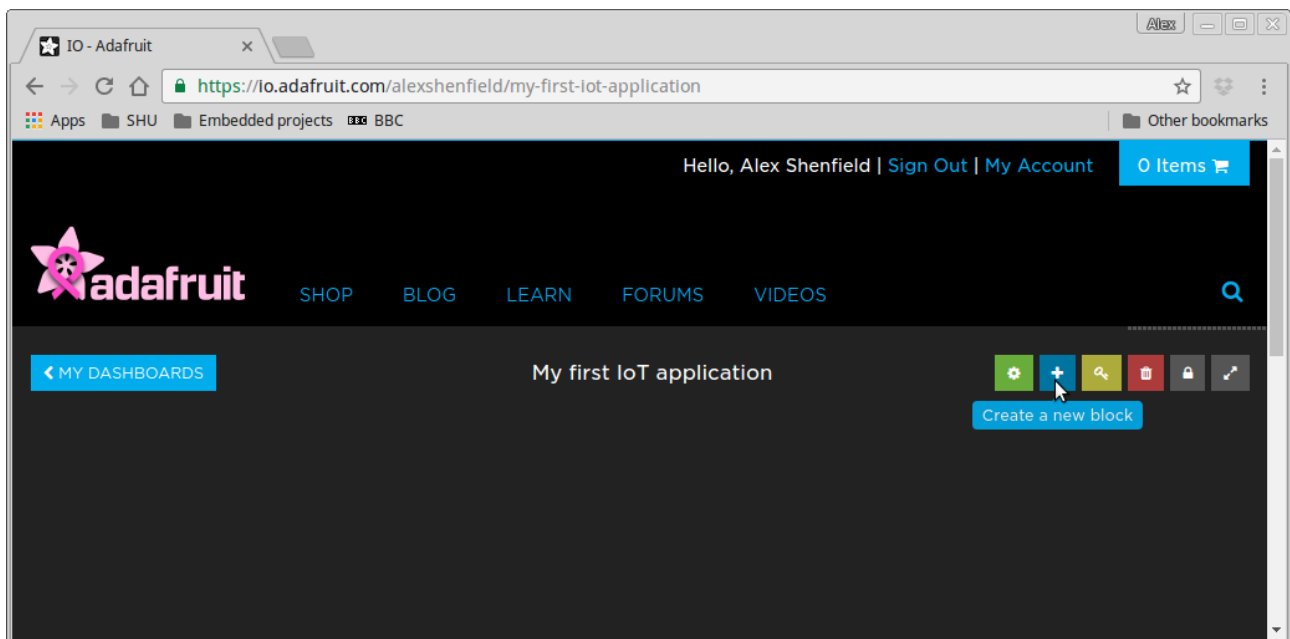 Alex
IO - Adafruit
https://io.adafruit.com/alexshenfield/my-first-iot-application
Apps SHU Embedded projects BBC BBC Other bookmarks
Hello, Alex Shenfield | Sign Out | My Account 0 Items
adafruit SHOP BLOG LEARN FORUMS VIDEOS
MY DASHBOARDS My first IoT application
Create a new block